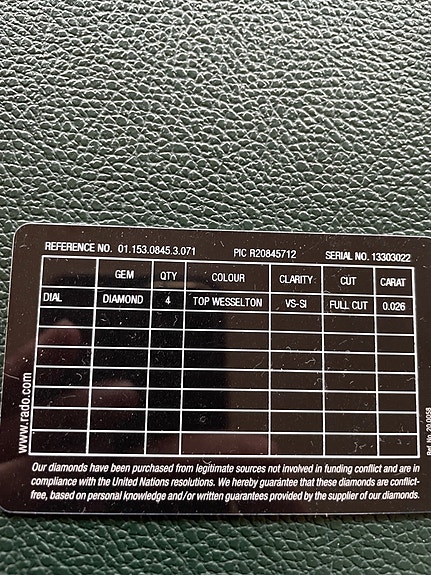 REFERENCE NO. 01.153.0845.3.071 PIC R20845712 SERIAL NO. 13303022
GEM QTY COLOUR CLARITY CUT CARAT
DIAL DIAMOND 4 TOP WESSELTON VS-SI FULL CUT 0.026
www.rado.com
Ref. No. 20.0058
Our diamonds have been purchased from legitimate sources not involved in funding conflict and are in
compliance with the United Nations resolutions. We hereby guarantee that these diamonds are conflict-
free, based on personal knowledge and/or written guarantees provided by the supplier of our diamonds.